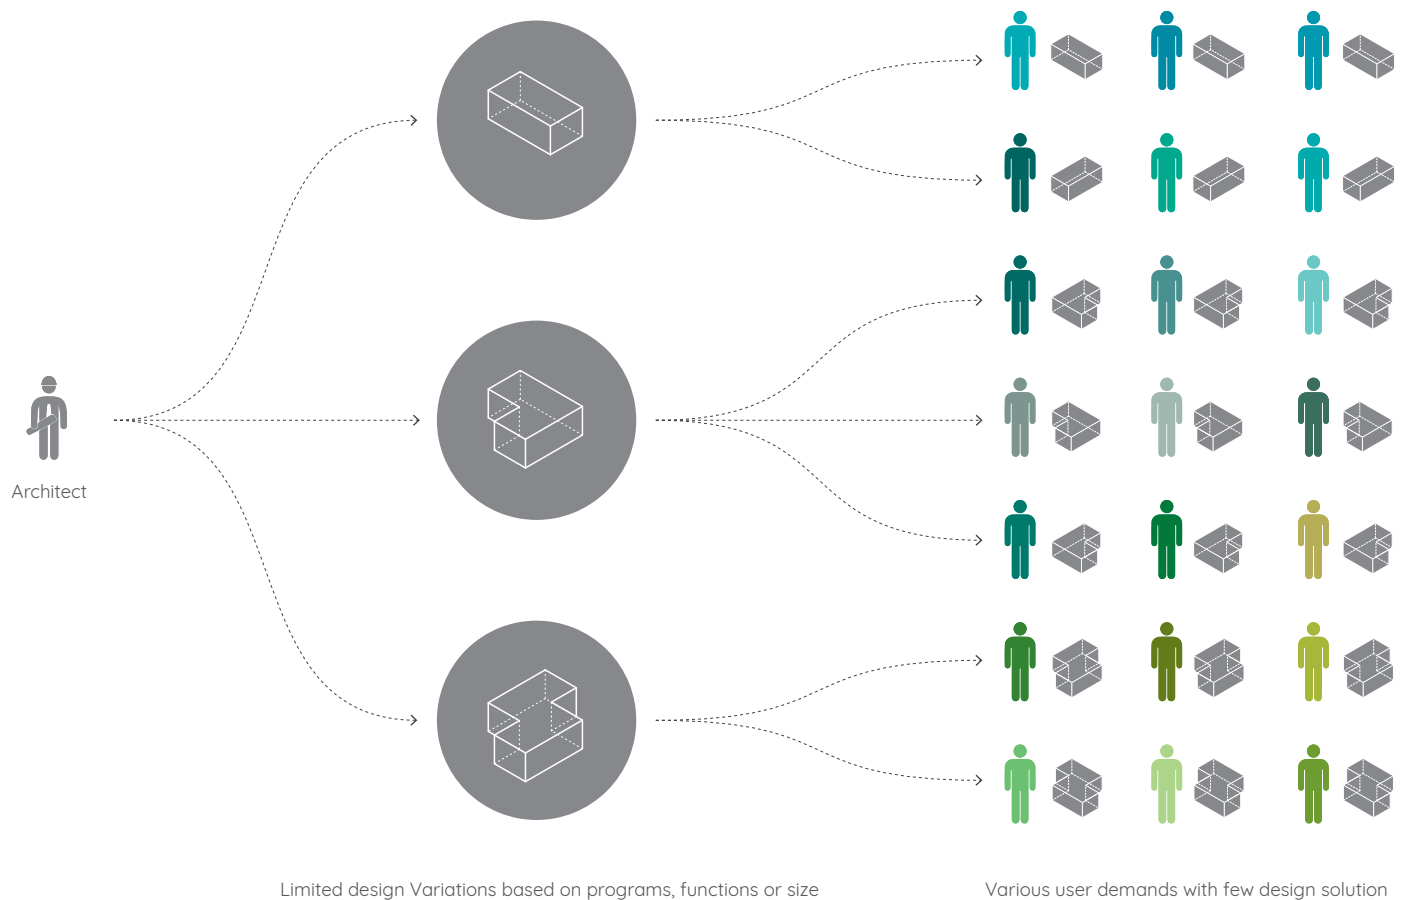 Architect
Limited design Variations based on programs, functions or size
Various user demands with few design solution